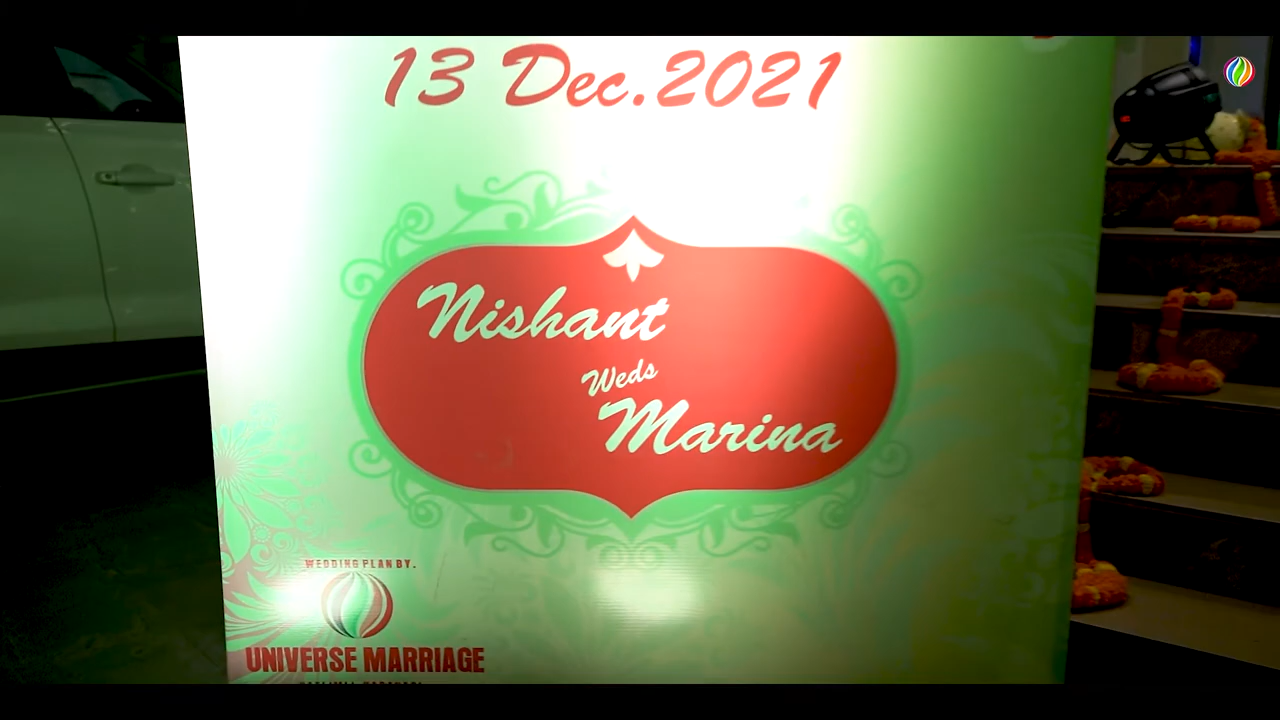 13 Dec.2021
Nishant
Weds
Marina
WEDDING PLAN BY.
UNIVERSE MARRIAGE